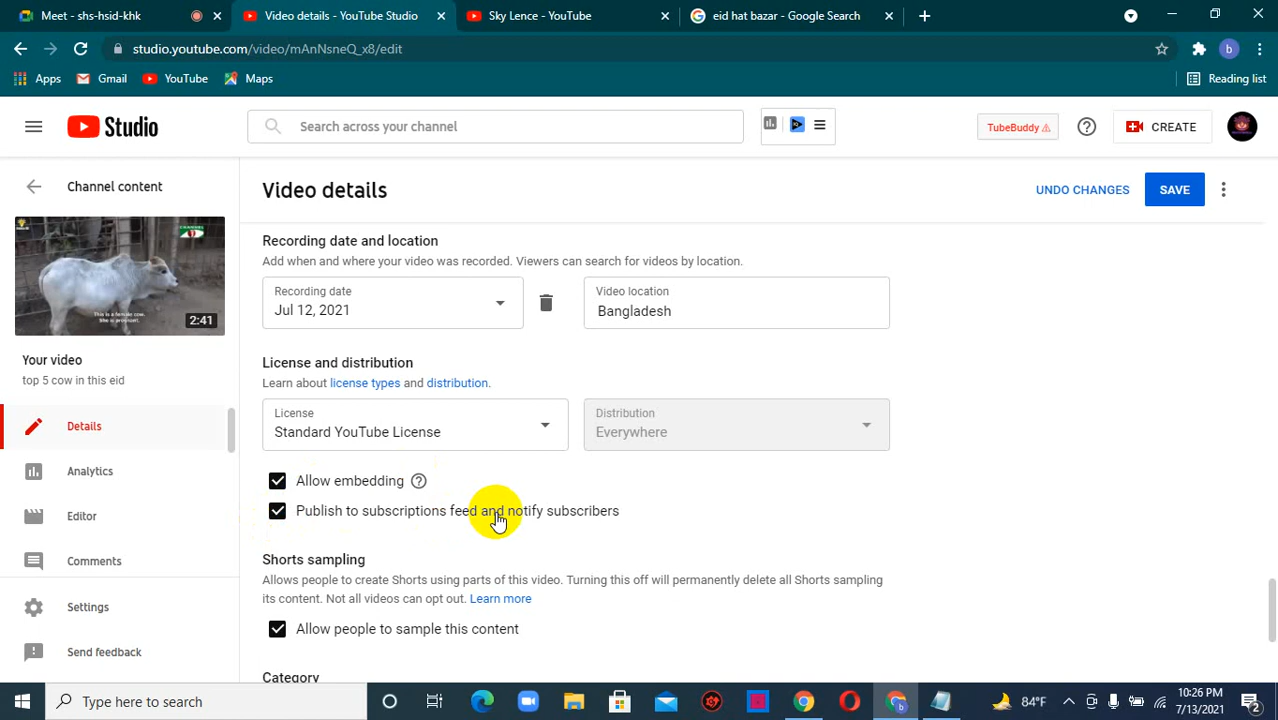 Meet - shs-hsid-khk
Video details - YouTube Studio
Sky Lence - YouTube
eid hat bazar - Google Search
studio.youtube.com/video/mAnNsneQ_x8/edit
b
Apps
Gmail
YouTube
Maps
Reading list
Studio
Search across your channel
TubeBuddy
CREATE
Channel content
Video details
UNDO CHANGES
SAVE
This is a female cow.
2:41
Your video
top 5 cow in this eid
Details
Analytics
Editor
Comments
Settings
Send feedback
Recording date and location
Add when and where your video was recorded. Viewers can search for videos by location.
Recording date
Jul 12, 2021
Video location
Bangladesh
License and distribution
Learn about license types and distribution.
License
Standard YouTube License
Distribution
Everywhere
Allow embedding
Publish to subscriptions feed and notify subscribers
Shorts sampling
Allows people to create Shorts using parts of this video. Turning this off will permanently delete all Shorts sampling
its content. Not all videos can opt out. Learn more
Allow people to sample this content
Category
Type here to search
84°F
10:26 PM
7/13/2021
2